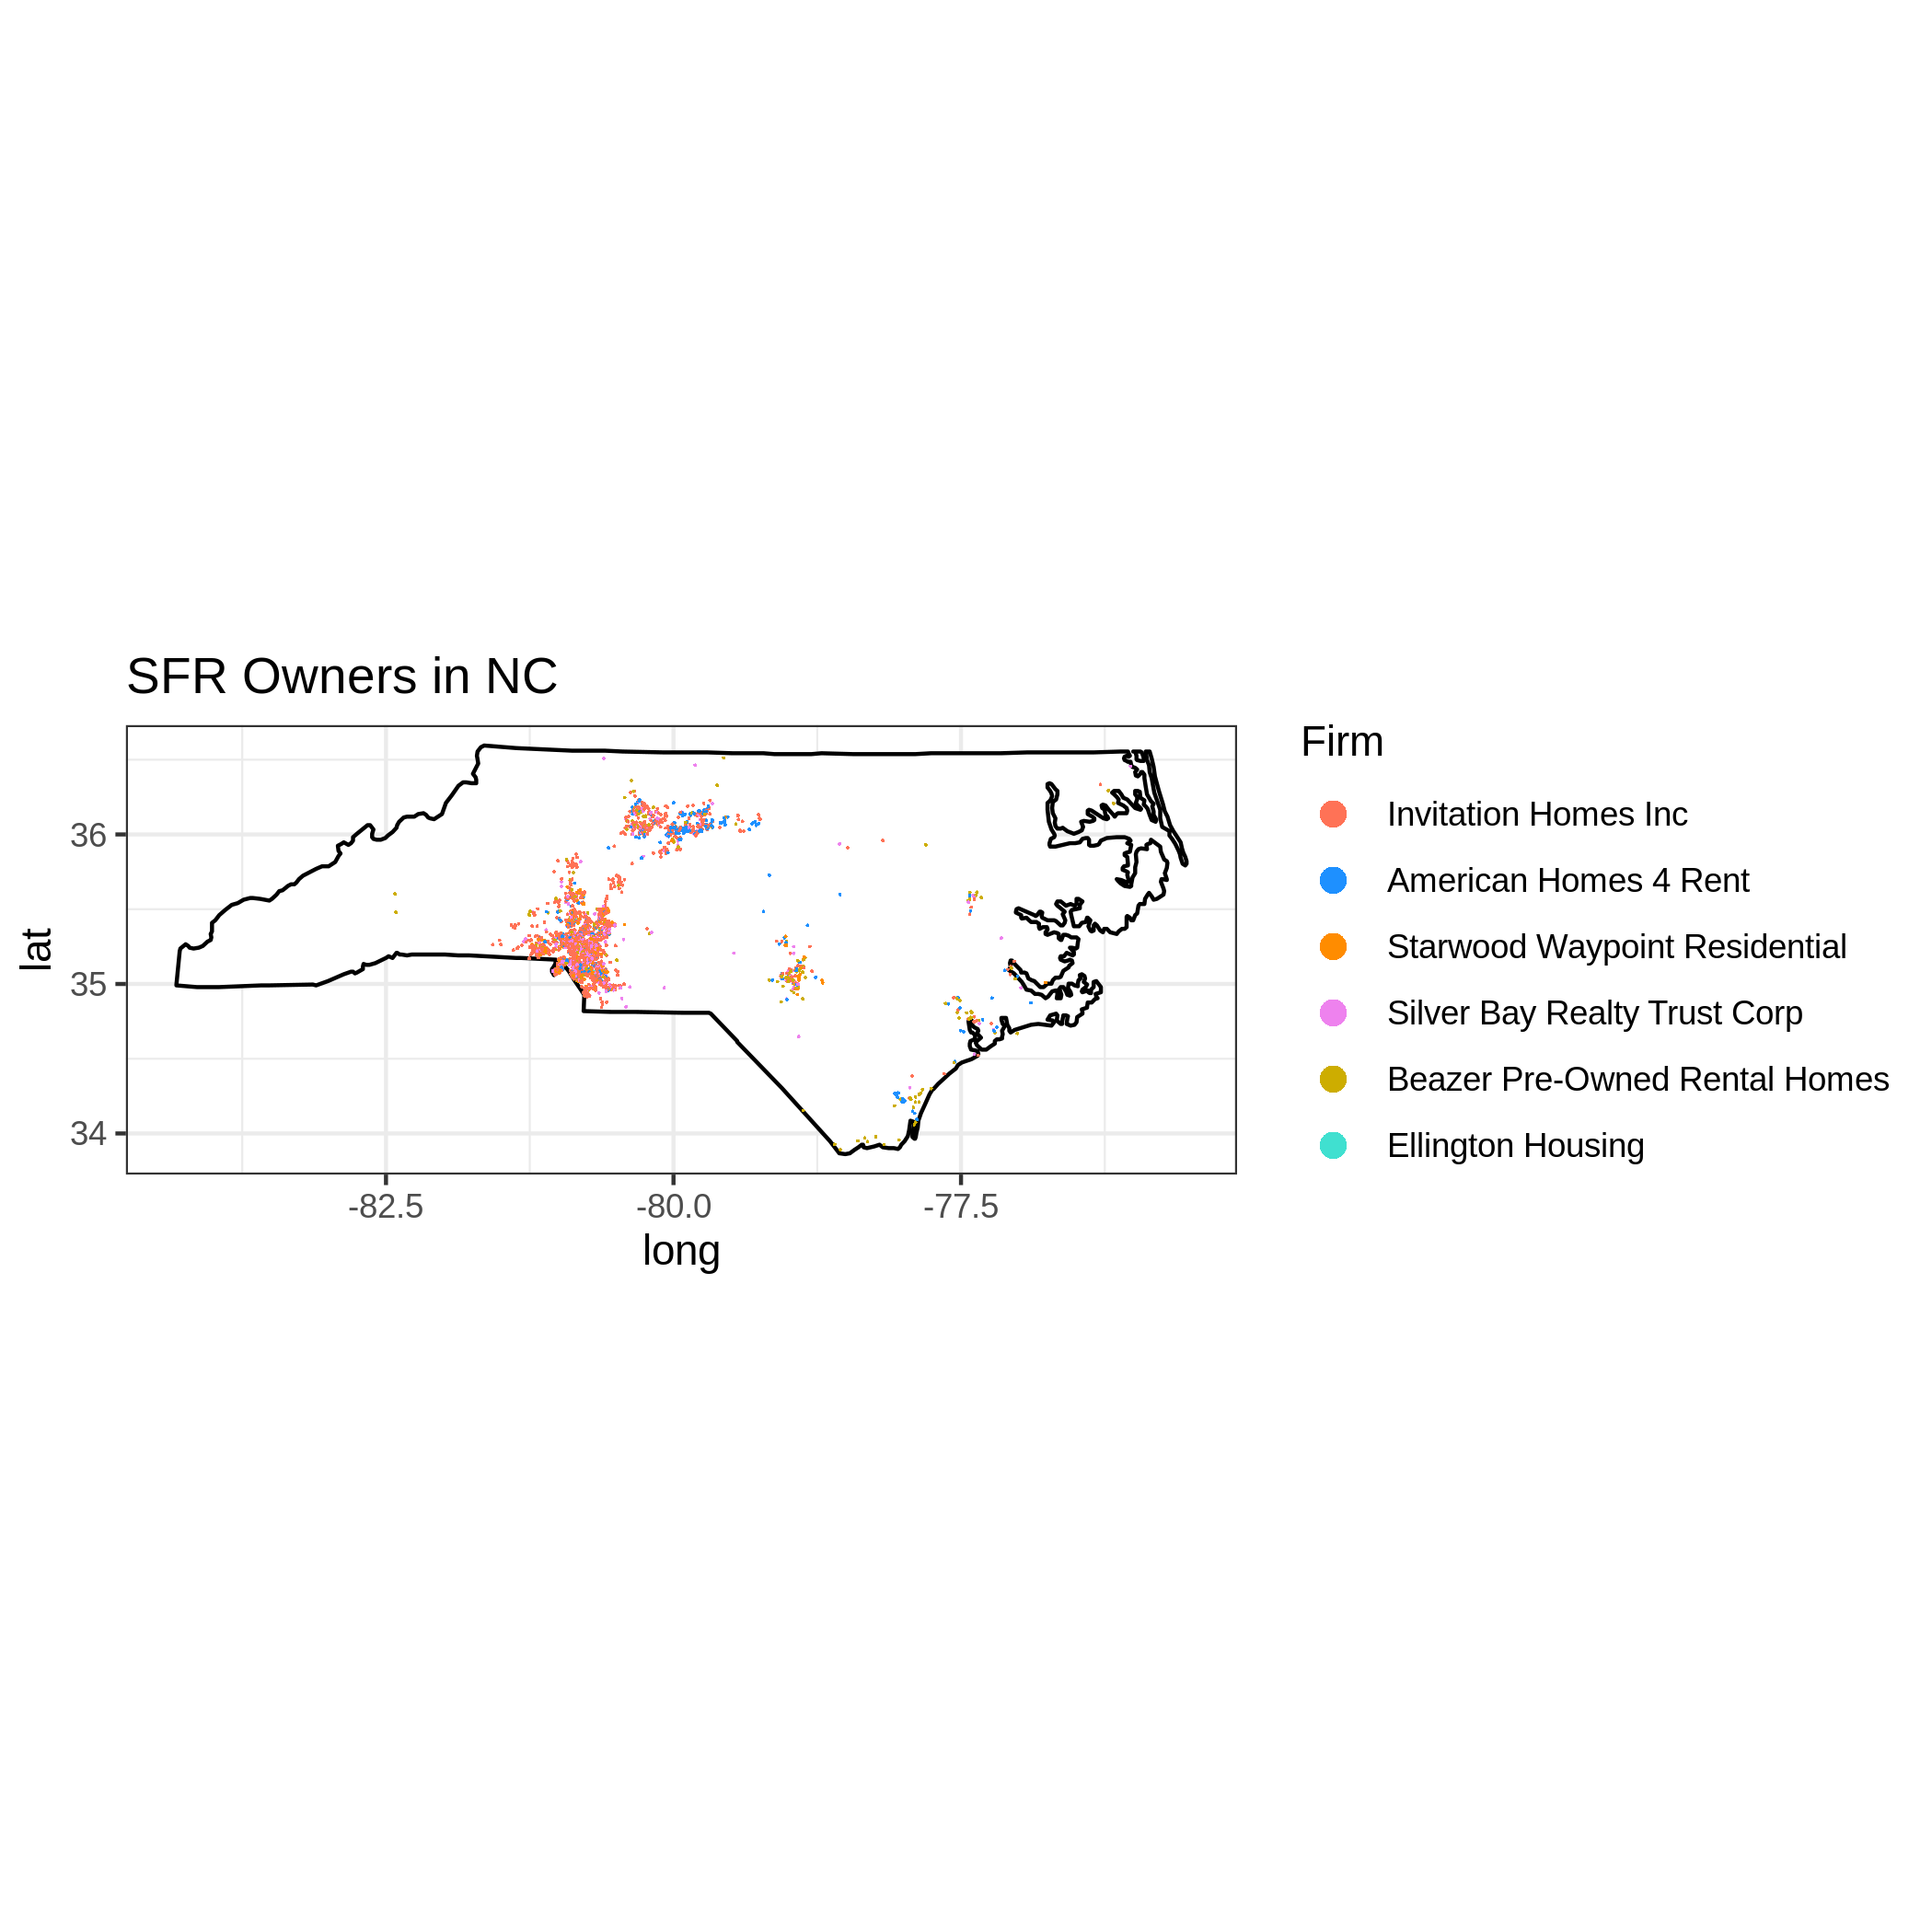 SFR Owners in NC
36
35
34
lat
-82.5
-80.0
-77.5
long
Firm
Invitation Homes Inc
American Homes 4 Rent
Starwood Waypoint Residential
Silver Bay Realty Trust Corp
Beazer Pre-Owned Rental Homes
Ellington Housing